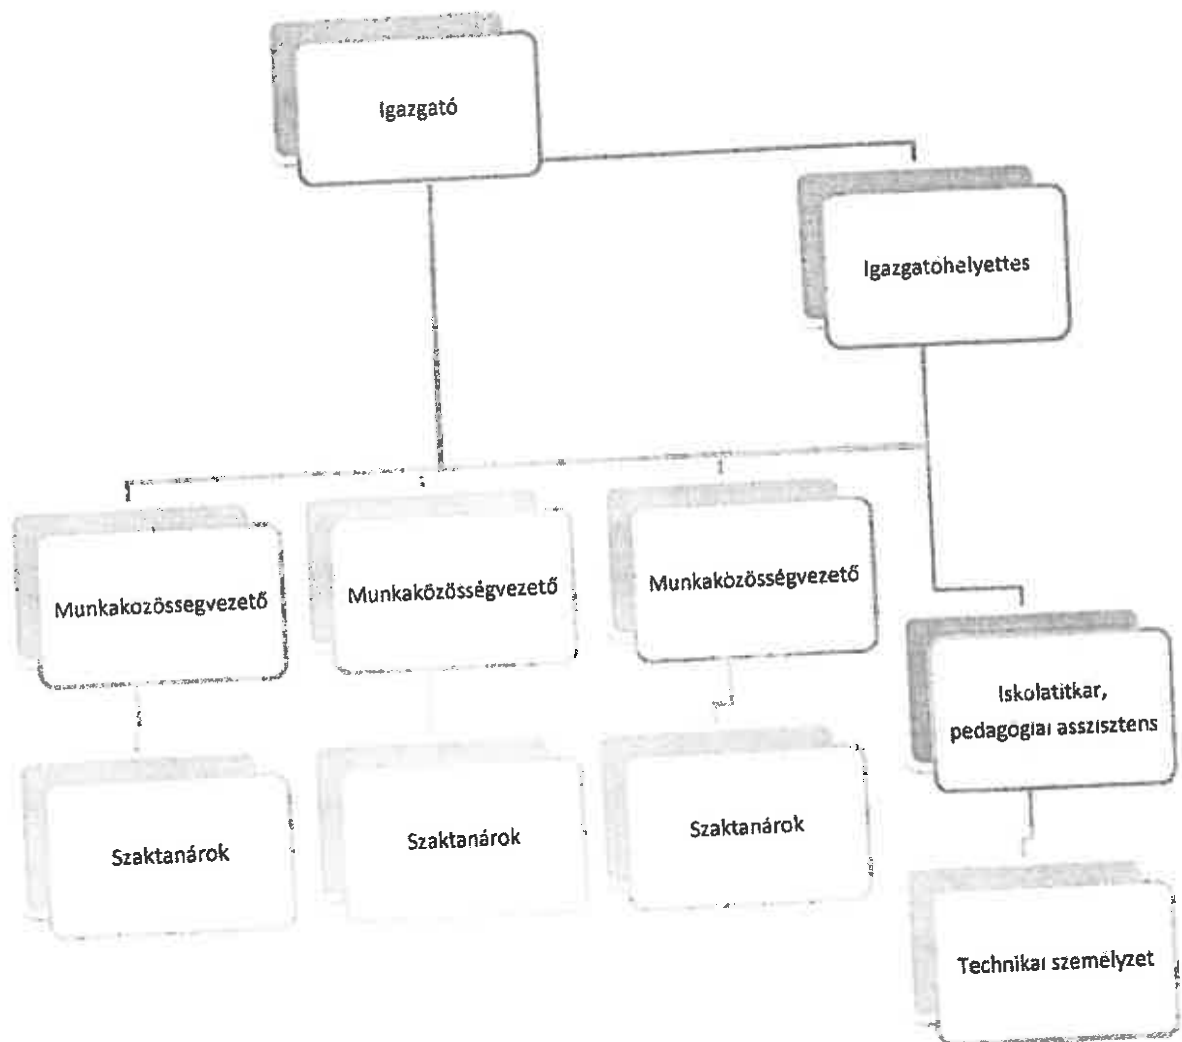 Igazgató
Igazgatóhelyettes
Munkaközösségvezető
Munkaközösségvezető
Munkaközösségvezető
Iskolatitkár,
pedagógiai asszisztens
Szaktanárok
Szaktanárok
Szaktanárok
Technikai személyzet